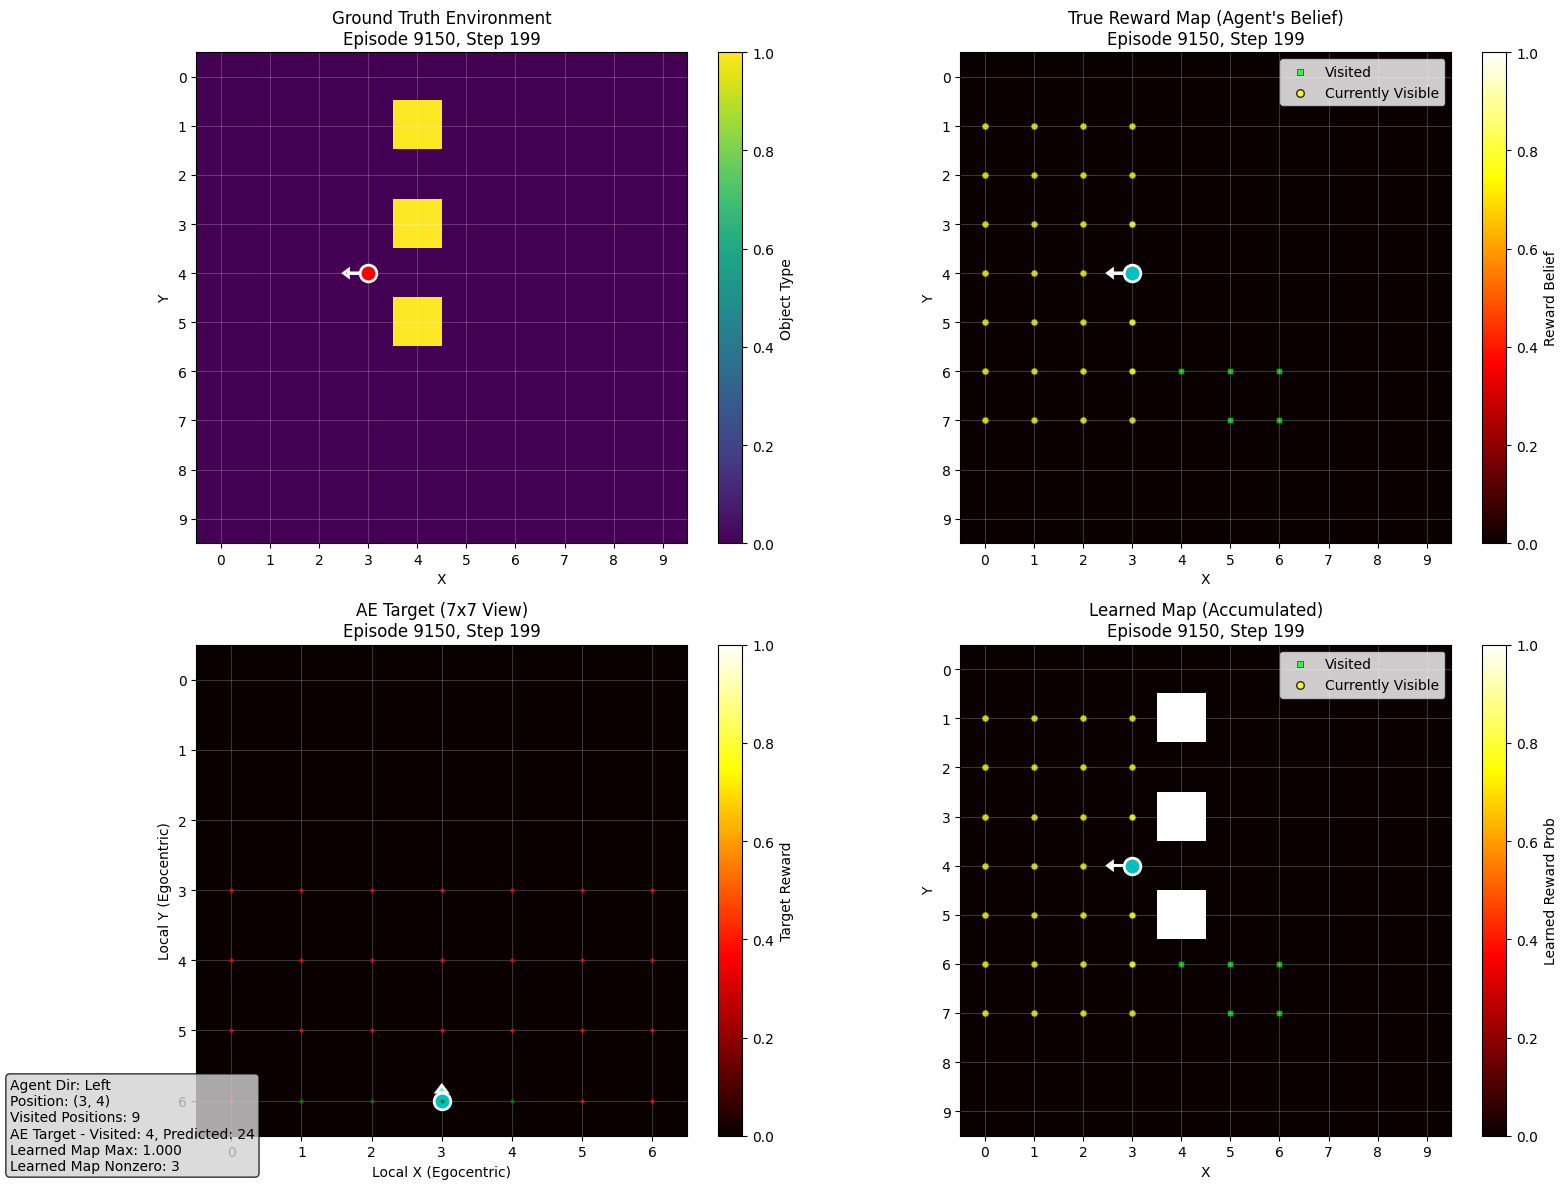 Ground Truth Environment
Episode 9150, Step 199
0
1
2
3
4
5
6
7
8
9
Y
0 1 2 3 4 5 6 7 8 9
X
1.0
0.8
0.6
0.4
0.2
0.0
Object Type
True Reward Map (Agent's Belief)
Episode 9150, Step 199
Visited
Currently Visible
0
1
2
3
4
5
6
7
8
9
Y
0 1 2 3 4 5 6 7 8 9
X
1.0
0.8
0.6
0.4
0.2
0.0
Reward Belief
AE Target (7x7 View)
Episode 9150, Step 199
0
1
2
3
4
5
6
Local Y (Egocentric)
0 1 2 3 4 5 6
Local X (Egocentric)
1.0
0.8
0.6
0.4
0.2
0.0
Target Reward
Agent Dir: Left
Position: (3, 4)
Visited Positions: 9
AE Target - Visited: 4, Predicted: 24
Learned Map Max: 1.000
Learned Map Nonzero: 3
Learned Map (Accumulated)
Episode 9150, Step 199
Visited
Currently Visible
0
1
2
3
4
5
6
7
8
9
Y
0 1 2 3 4 5 6 7 8 9
X
1.0
0.8
0.6
0.4
0.2
0.0
Learned Reward Prob